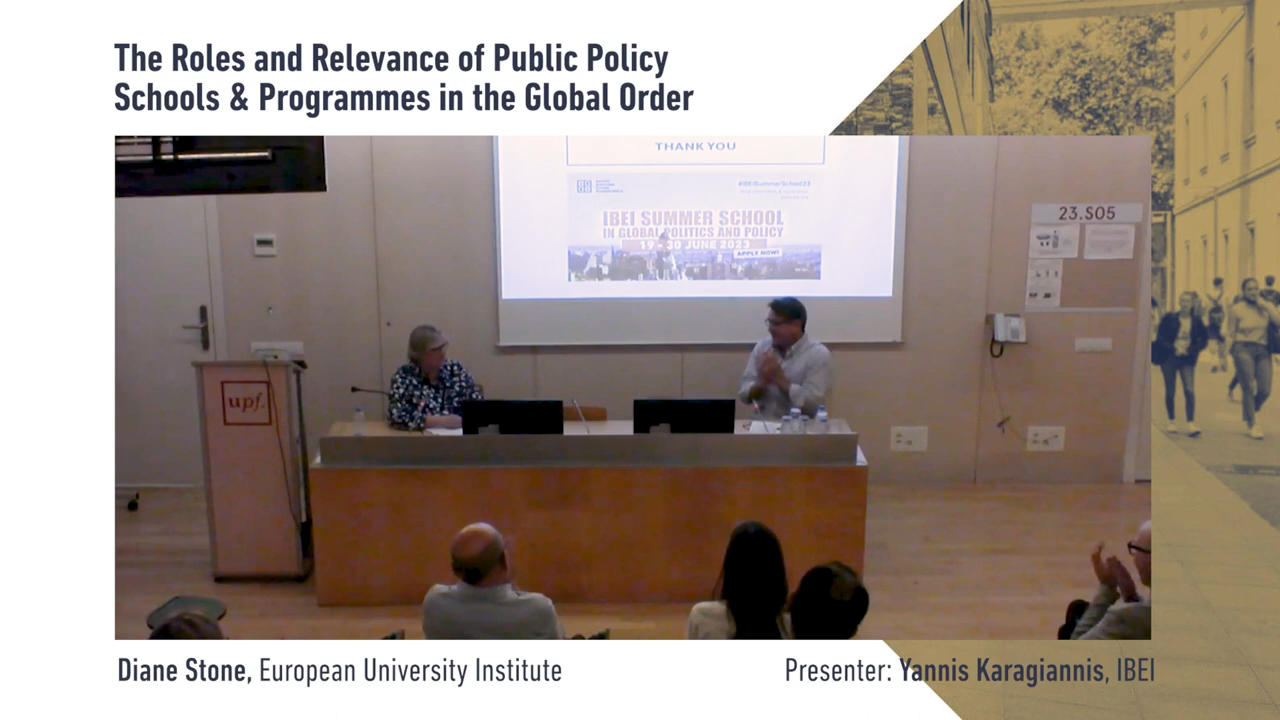 The Roles and Relevance of Public Policy
Schools & Programmes in the Global Order
THANK YOU
#IBEISummerSchool23
IBEI SUMMER SCHOOL
IN GLOBAL POLITICS AND POLICY
19 - 30 JUNE 2023
APPLY NOW!
23.S05
upf.
Diane Stone, European University Institute
Presenter: Yannis Karagiannis, IBEI